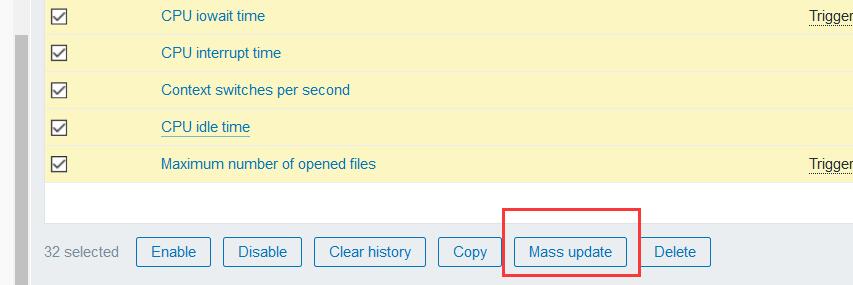 CPU iowait time Trigger
CPU interrupt time
Context switches per second
CPU idle time
Maximum number of opened files Trigger
32 selected Enable Disable Clear history Copy Mass update Delete